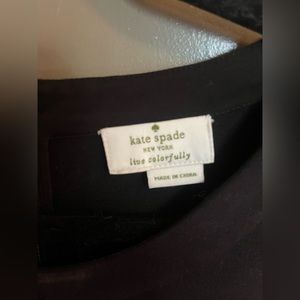 kate spade
NEW YORK
live colorfully
MADE IN CHINA